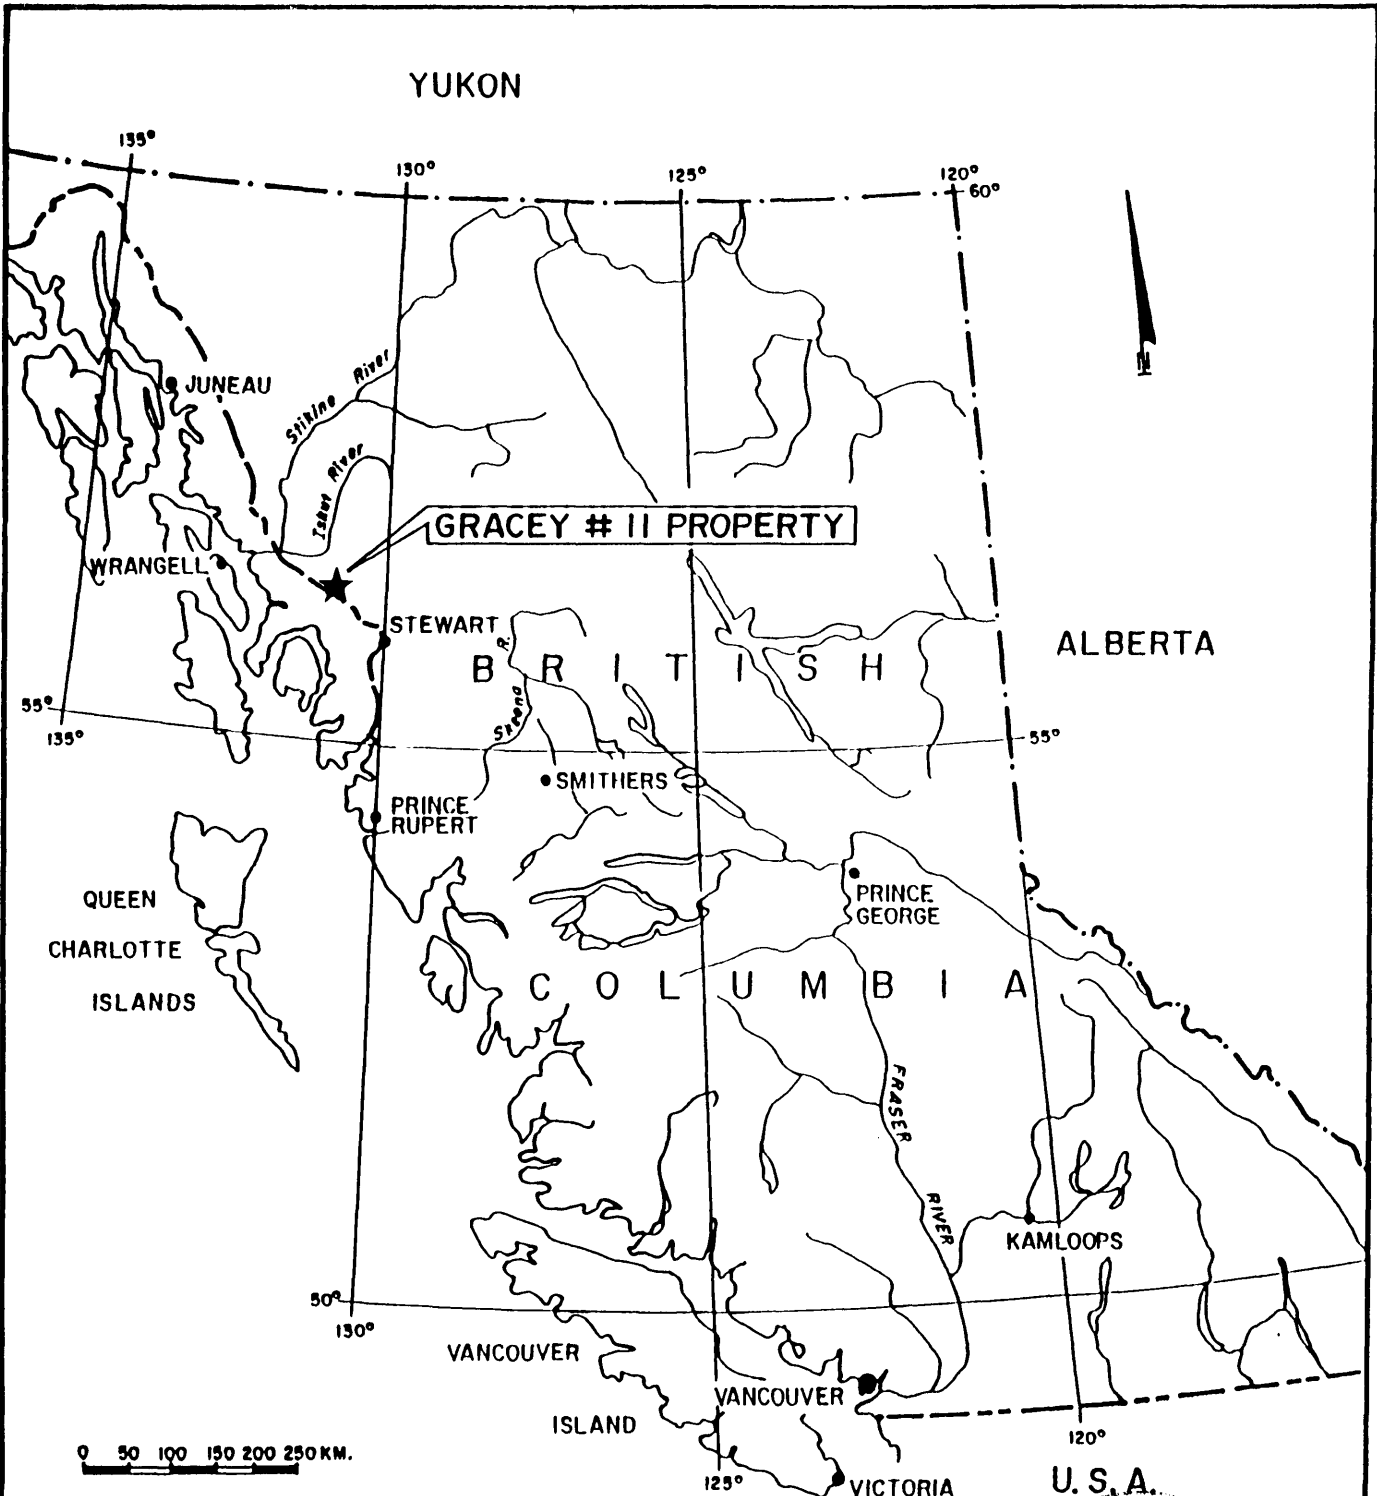 YUKON
135°
130°
125°
120°
60°
N
JUNEAU
Stikine River
Iskut River
GRACEY # 11 PROPERTY
WRANGELL
STEWART
ALBERTA
BRITISH
Skeena R.
55°
135°
55°
SMITHERS
PRINCE
RUPERT
PRINCE
GEORGE
QUEEN
CHARLOTTE
ISLANDS
COLUMBIA
FRASER RIVER
KAMLOOPS
50°
130°
VANCOUVER
ISLAND
VANCOUVER
120°
0 50 100 150 200 250 KM.
125°
VICTORIA
U.S.A.